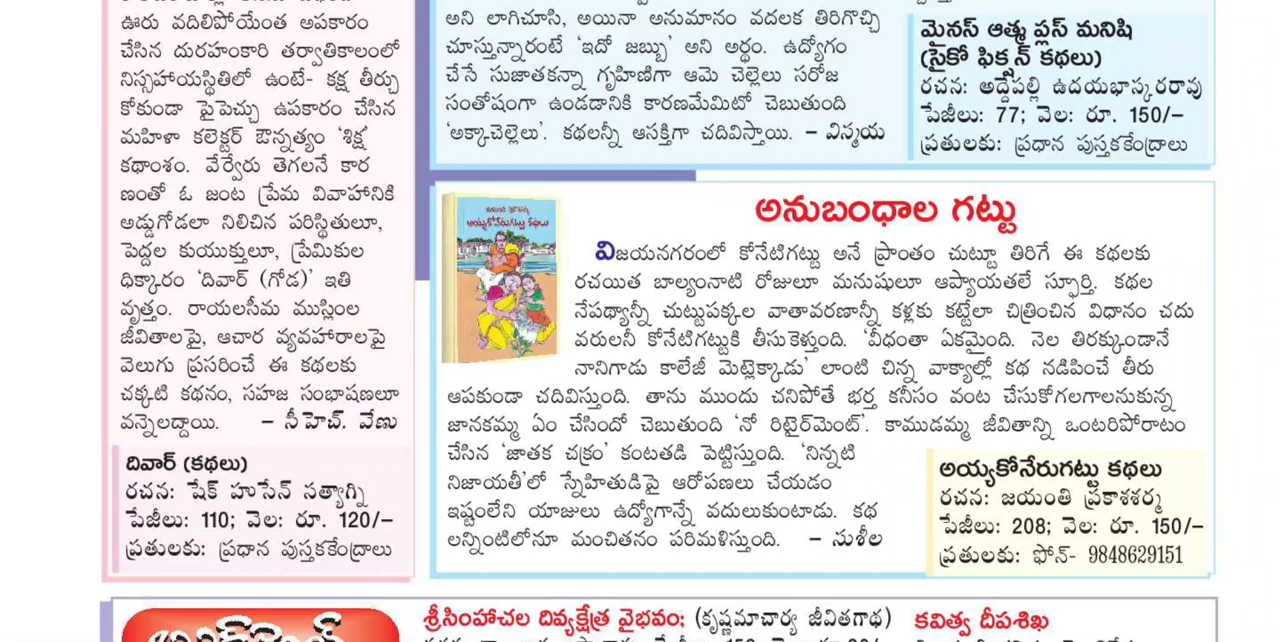 ఊరు వదిలిపోయేంత అపకారం
చేసిన దురహంకారి తర్వాతికాలంలో
నిస్సహాయస్థితిలో ఉంటే- కక్ష తీర్చు
కోకుండా పైపెచ్చు ఉపకారం చేసిన
మహిళా కలెక్టర్ ఔన్నత్యం ‘శిక్ష’
కథాంశం. వేర్వేరు తెగలనే కార
ణంతో ఓ జంట ప్రేమ వివాహానికి
అడ్డుగోడలా నిలిచిన పరిస్థితులూ,
పెద్దల కుయుక్తులూ, ప్రేమికుల
ధిక్కారం ‘దివార్ (గోడ)’ ఇతి
వృత్తం. రాయలసీమ ముస్లింల
జీవితాలపై, ఆచార వ్యవహారాలపై
వెలుగు ప్రసరించే ఈ కథలకు
చక్కటి కథనం, సహజ సంభాషణలూ
వన్నెలద్దాయి. – సీహెచ్. వేణు
దివార్ (కథలు)
రచన: షేక్ హుసేన్ సత్యాగ్ని
పేజీలు: 110; వెల: రూ. 120/–
ప్రతులకు: ప్రధాన పుస్తకకేంద్రాలు
అని లాగిచూసి, అయినా అనుమానం వదలక తిరిగొచ్చి
చూస్తున్నారంటే ‘ఇదో జబ్బు’ అని అర్థం. ఉద్యోగం
చేసే సుజాతకన్నా గృహిణిగా ఆమె చెల్లెలు సరోజ
సంతోషంగా ఉండడానికి కారణమేమిటో చెబుతుంది
‘అక్కాచెల్లెలు’. కథలన్నీ ఆసక్తిగా చదివిస్తాయి. – విస్మయ
మైనస్ ఆత్మ ప్లస్ మనిషి
(సైకో ఫిక్షన్ కథలు)
రచన: అద్దేపల్లి ఉదయభాస్కరరావు
పేజీలు: 77; వెల: రూ. 150/–
ప్రతులకు: ప్రధాన పుస్తకకేంద్రాలు
అనుబంధాల గట్టు
అయ్యకోనేరుగట్టు కథలు
విజయనగరంలో కోనేటిగట్టు అనే ప్రాంతం చుట్టూ తిరిగే ఈ కథలకు
రచయిత బాల్యంనాటి రోజులూ మనుషులూ ఆప్యాయతలే స్ఫూర్తి. కథల
నేపథ్యాన్నీ చుట్టుపక్కల వాతావరణాన్నీ కళ్లకు కట్టేలా చిత్రించిన విధానం చదు
వరులనీ కోనేటిగట్టుకి తీసుకెళ్తుంది. ‘వీధంతా ఏకమైంది. నెల తిరక్కుండానే
నానిగాడు కాలేజీ మెట్లెక్కాడు’ లాంటి చిన్న వాక్యాల్లో కథ నడిపించే తీరు
ఆపకుండా చదివిస్తుంది. తాను ముందు చనిపోతే భర్త కనీసం వంట చేసుకోగలగాలనుకున్న
జానకమ్మ ఏం చేసిందో చెబుతుంది ‘నో రిటైర్‌మెంట్’. కాముడమ్మ జీవితాన్ని ఒంటరిపోరాటం
చేసిన ‘జాతక చక్రం’ కంటతడి పెట్టిస్తుంది. ‘నిన్నటి
నిజాయతీ’లో స్నేహితుడిపై ఆరోపణలు చేయడం
ఇష్టంలేని యాజులు ఉద్యోగాన్నే వదులుకుంటాడు. కథ
లన్నింటిలోనూ మంచితనం పరిమళిస్తుంది. – సుశీల
అయ్యకోనేరుగట్టు కథలు
రచన: జయంతి ప్రకాశశర్మ
పేజీలు: 208; వెల: రూ. 150/–
ప్రతులకు: ఫోన్- 9848629151
శ్రీసింహాచల దివ్యక్షేత్ర వైభవం; (కృష్ణమాచార్య జీవితగాథ)
కవిత్వ దీపశిఖ